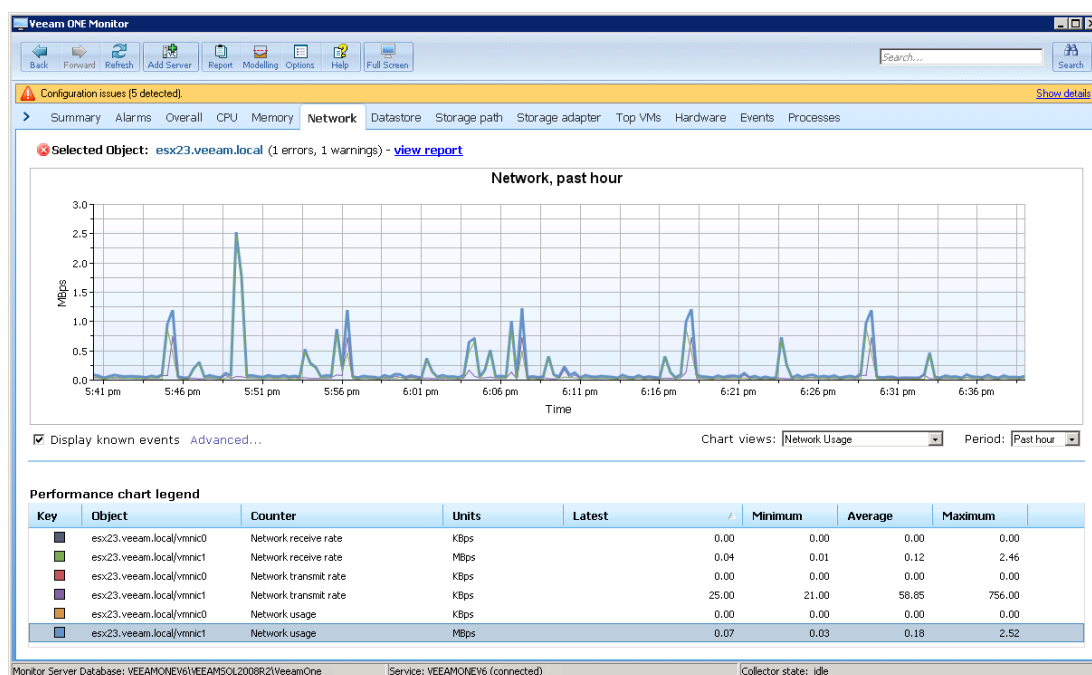 Veeam ONE Monitor
Back Forward Refresh Add Server Report Modelling Options Help Full Screen Search... Search
Configuration issues (5 detected). Show details
Summary Alarms Overall CPU Memory Network Datastore Storage path Storage adapter Top VMs Hardware Events Processes
Selected Object: esx23.veeam.local (1 errors, 1 warnings) - view report
Network, past hour
MBps
3.0
2.5
2.0
1.5
1.0
0.5
0.0
5:41 pm 5:46 pm 5:51 pm 5:56 pm 6:01 pm 6:06 pm 6:11 pm 6:16 pm 6:21 pm 6:26 pm 6:31 pm 6:36 pm
Time
Display known events Advanced... Chart views: Network Usage Period: Past hour
Performance chart legend
Key Object Counter Units Latest Minimum Average Maximum
esx23.veeam.local/vmnic0 Network receive rate KBps 0.00 0.00 0.00 0.00
esx23.veeam.local/vmnic1 Network receive rate MBps 0.04 0.01 0.12 2.46
esx23.veeam.local/vmnic0 Network transmit rate KBps 0.00 0.00 0.00 0.00
esx23.veeam.local/vmnic1 Network transmit rate KBps 25.00 21.00 58.85 756.00
esx23.veeam.local/vmnic0 Network usage KBps 0.00 0.00 0.00 0.00
esx23.veeam.local/vmnic1 Network usage MBps 0.07 0.03 0.18 2.52
Monitor Server Database: VEEAMONEV6\VEEAMSQL2008R2\VeeamOne Service: VEEAMONEV6 (connected) Collector state: idle